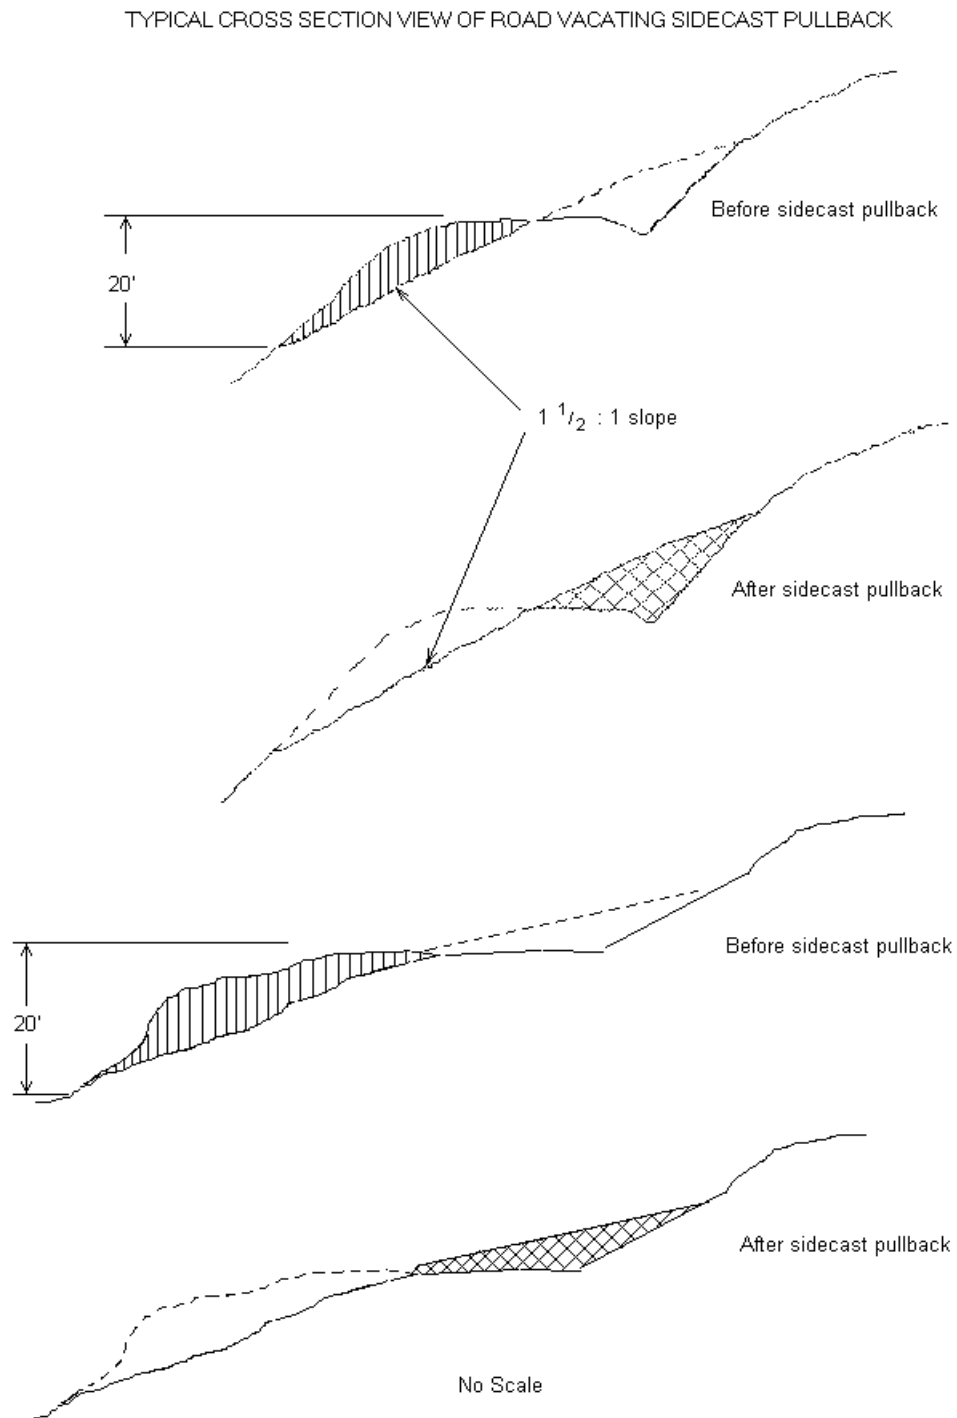 TYPICAL CROSS SECTION VIEW OF ROAD VACATING SIDECAST PULLBACK
Before sidecast pullback
20'
1 1/2 : 1 slope
After sidecast pullback
Before sidecast pullback
20'
After sidecast pullback
No Scale